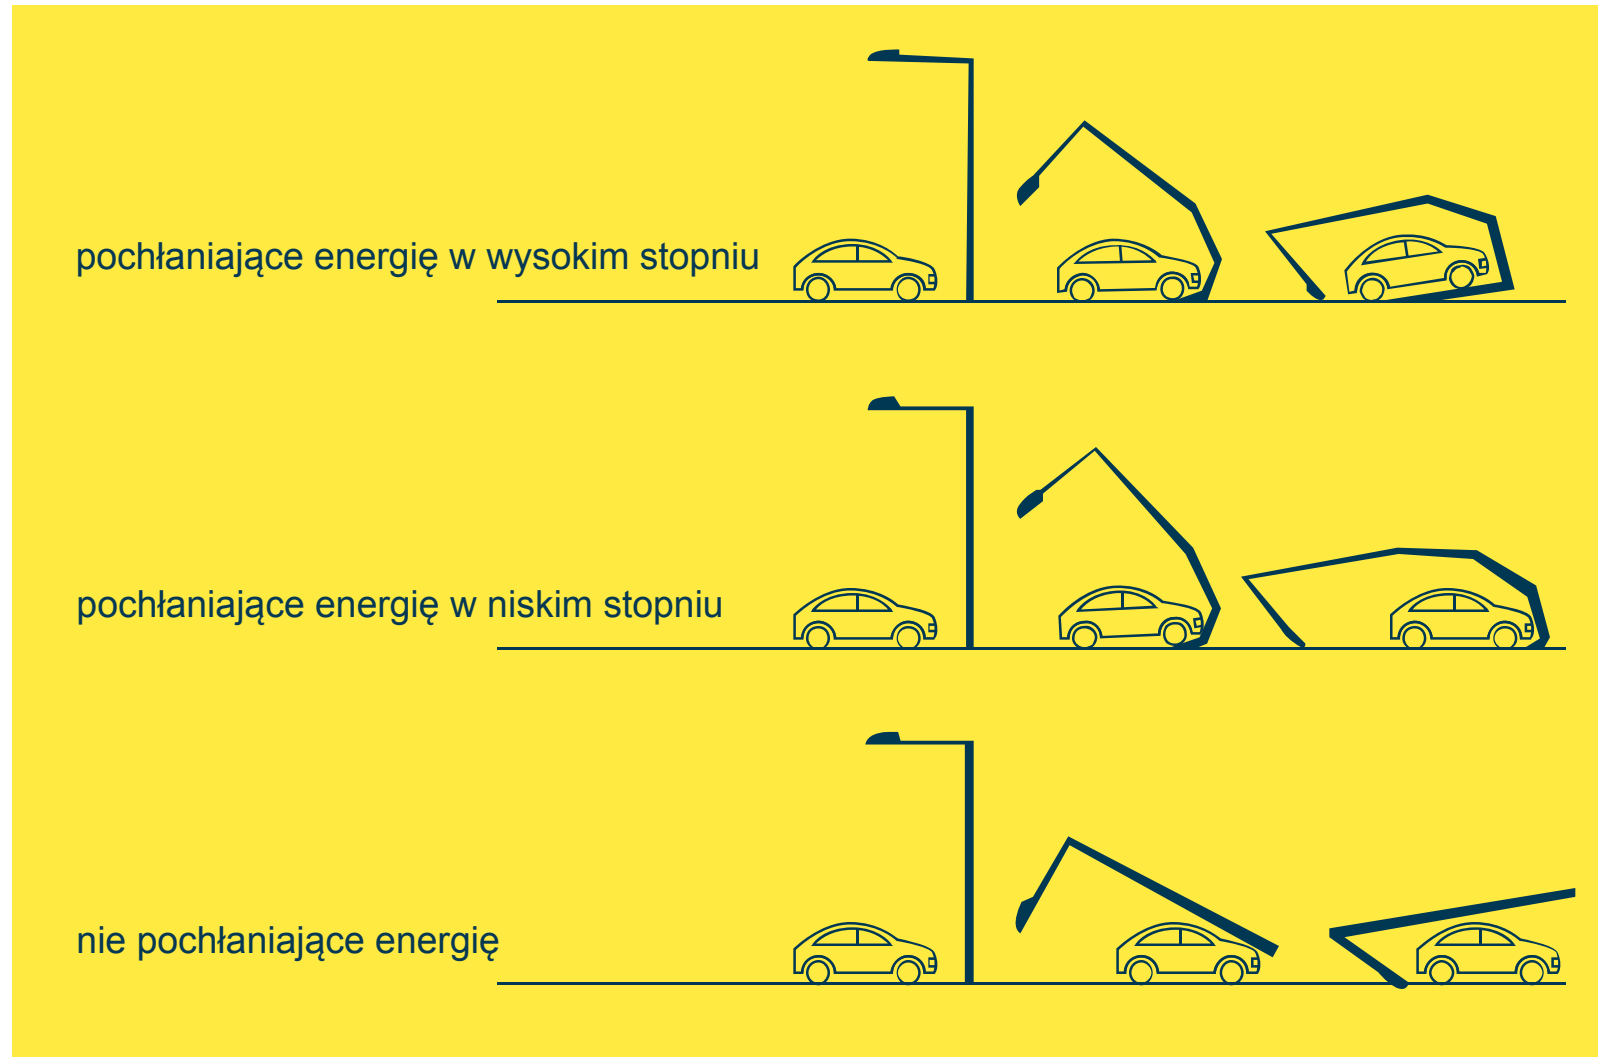 pochłaniające energię w wysokim stopniu
pochłaniające energię w niskim stopniu
nie pochłaniające energię